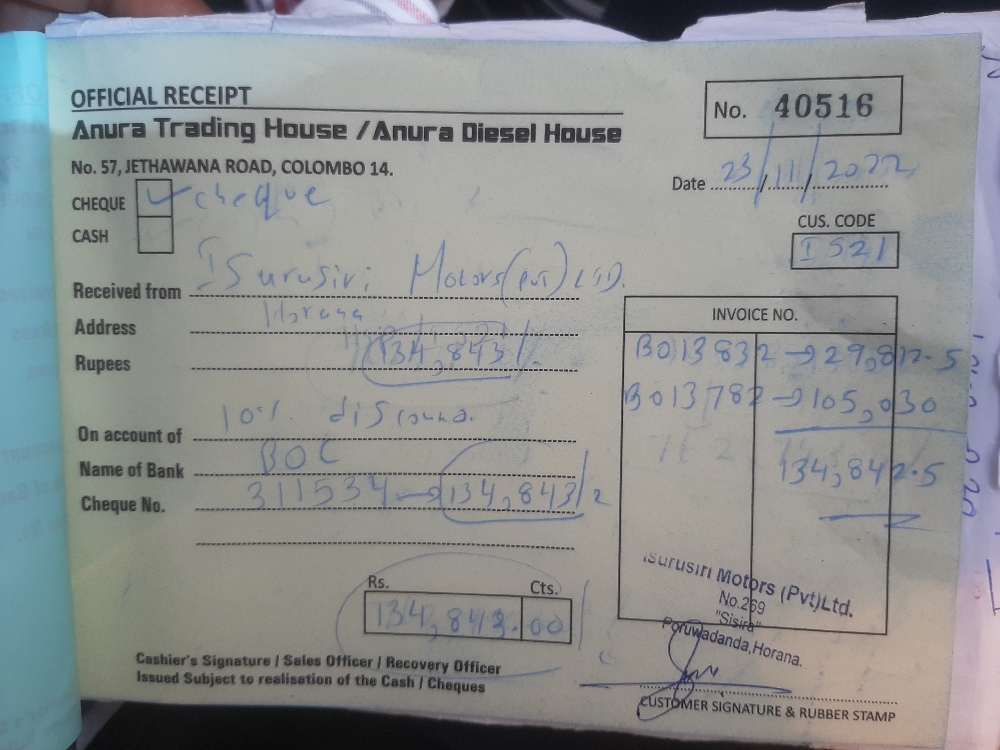 OFFICIAL RECEIPT
No. 40516
Anura Trading House / Anura Diesel House
No. 57, JETHAWANA ROAD, COLOMBO 14.
Date 23/11/2022
CHEQUE ✓ cheque
CASH
CUS. CODE
IS21
Received from Isurusiri Motors (pvt) LTD.
Address Horana
Rupees 134,843/-
INVOICE NO.
B013832 → 29,812.5
B013782 → 105,030
134,842.5
On account of 10%
Name of Bank BOC
Cheque No. 311534 → 134,843/
Rs. Cts.
134,843.00
Isurusiri Motors (Pvt)Ltd.
No.269
"Sisira"
Poruwadanda,Horana.
Cashier's Signature / Sales Officer / Recovery Officer
Issued Subject to realisation of the Cash / Cheques
CUSTOMER SIGNATURE & RUBBER STAMP